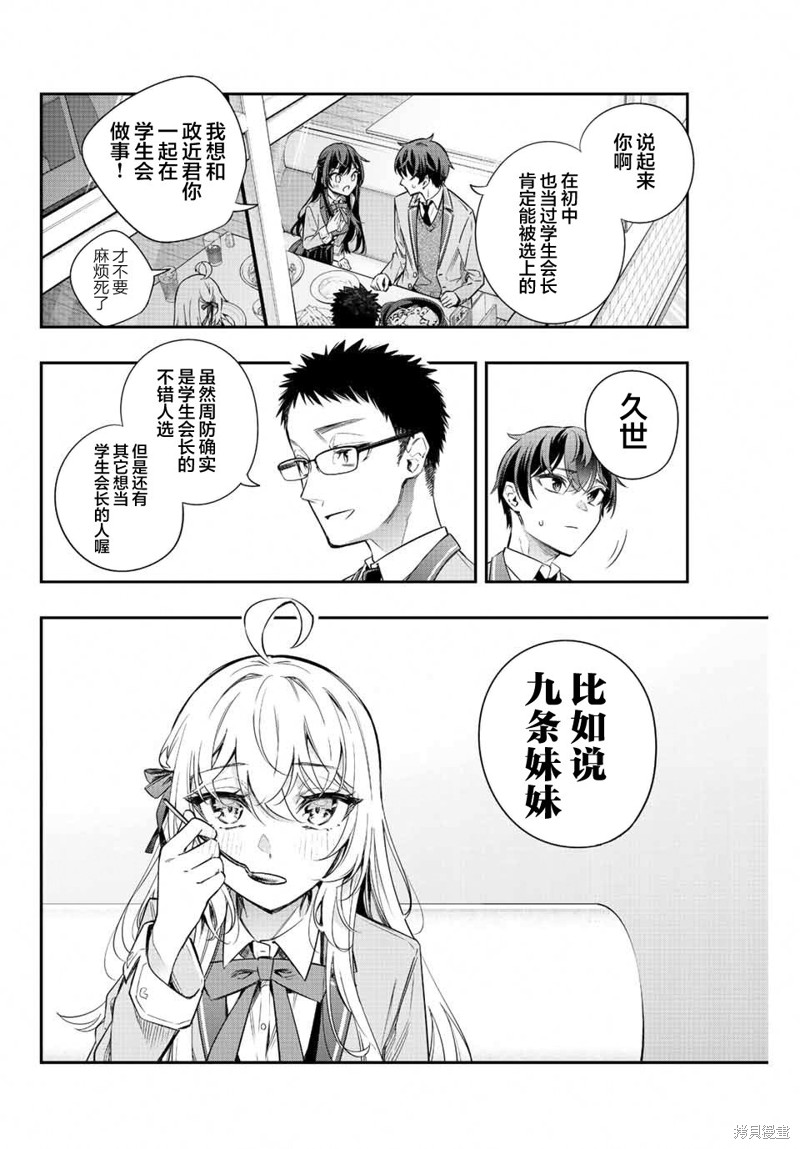 说起来
你啊
在初中
也当过学生会长
肯定能被选上的
我想和
政近君你
一起在
学生会
做事！
才不要
麻烦死了
久世
虽然周防确实
是学生会长的
不错人选
但是还有
其它想当
学生会长的人喔
比如说
九条妹妹
拷貝漫畫